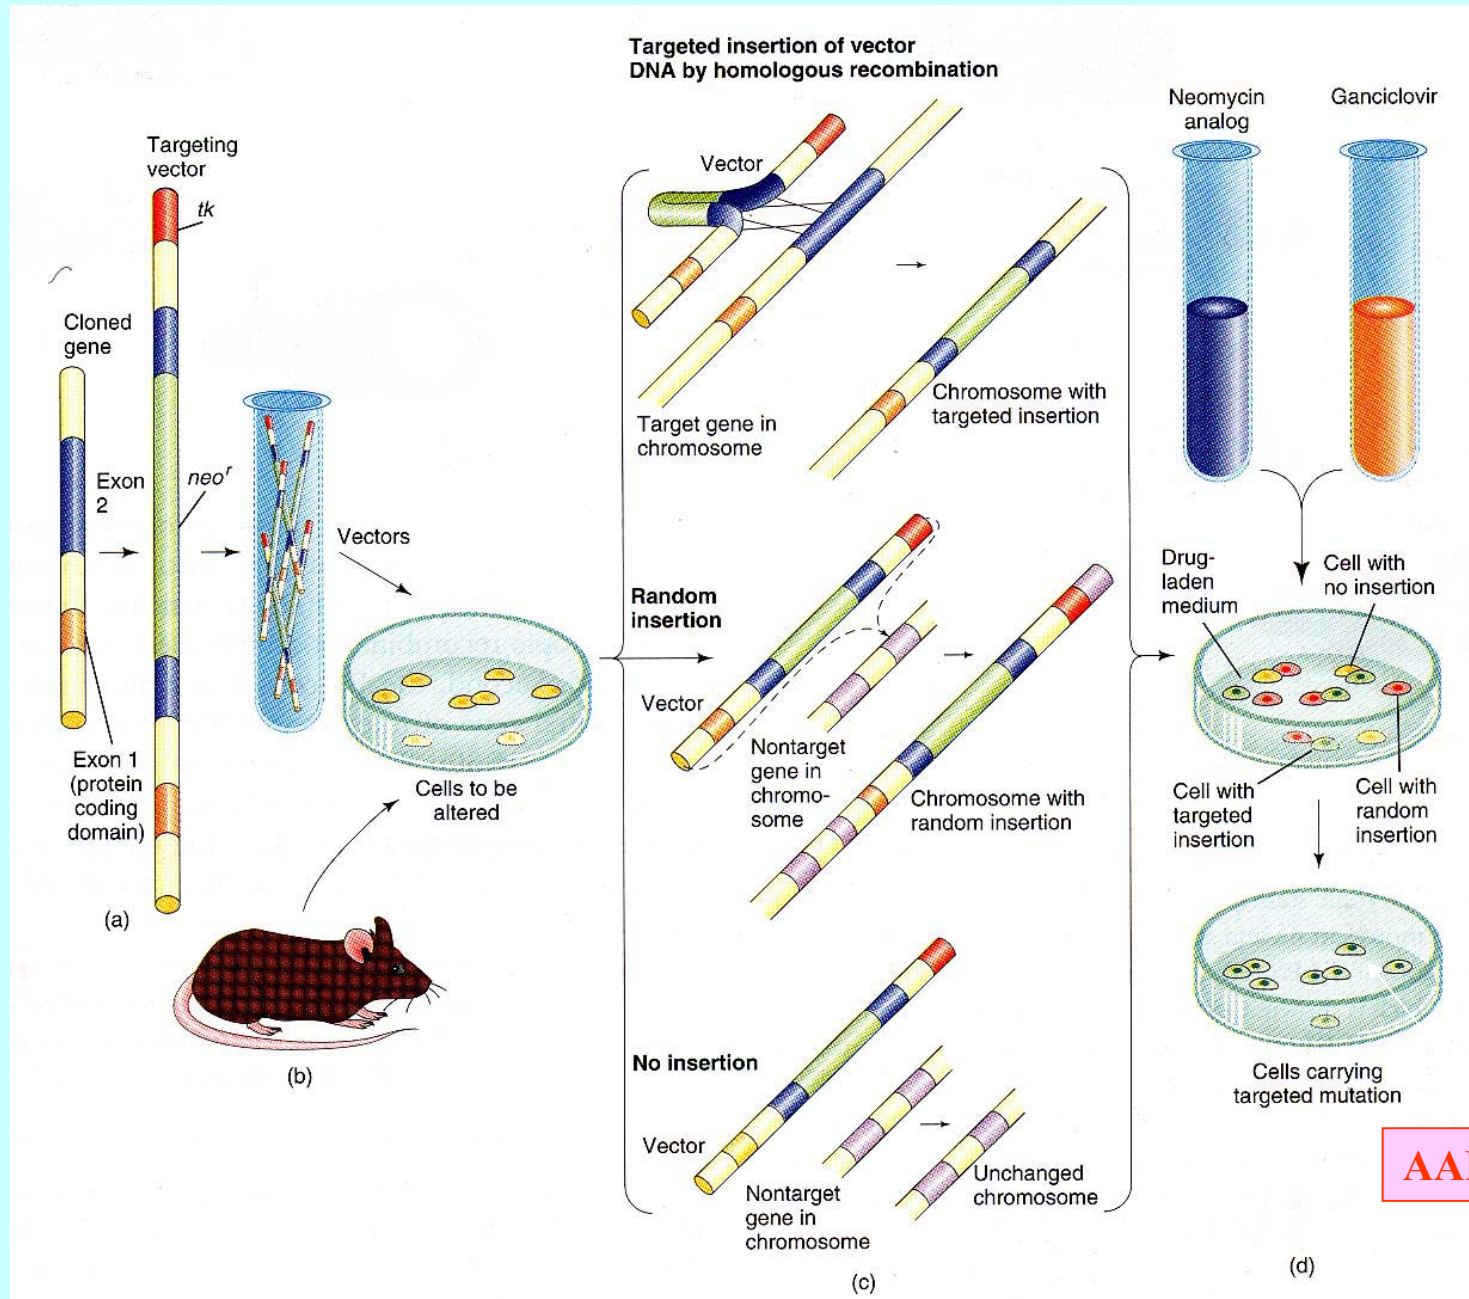 Targeted insertion of vector
DNA by homologous recombination
Neomycin
analog
Ganciclovir
Targeting
vector
tk
Vector
Cloned
gene
Exon
2
neoʳ
Vectors
Target gene in
chromosome
Chromosome with
targeted insertion
Random
insertion
Drug-
laden
medium
Cell with
no insertion
Vector
Exon 1
(protein
coding
domain)
Cells to be
altered
Nontarget
gene in
chromo-
some
Chromosome with
random insertion
Cell with
targeted
insertion
Cell with
random
insertion
(a)
(b)
No insertion
Vector
Nontarget
gene in
chromosome
Unchanged
chromosome
Cells carrying
targeted mutation
(c)
(d)